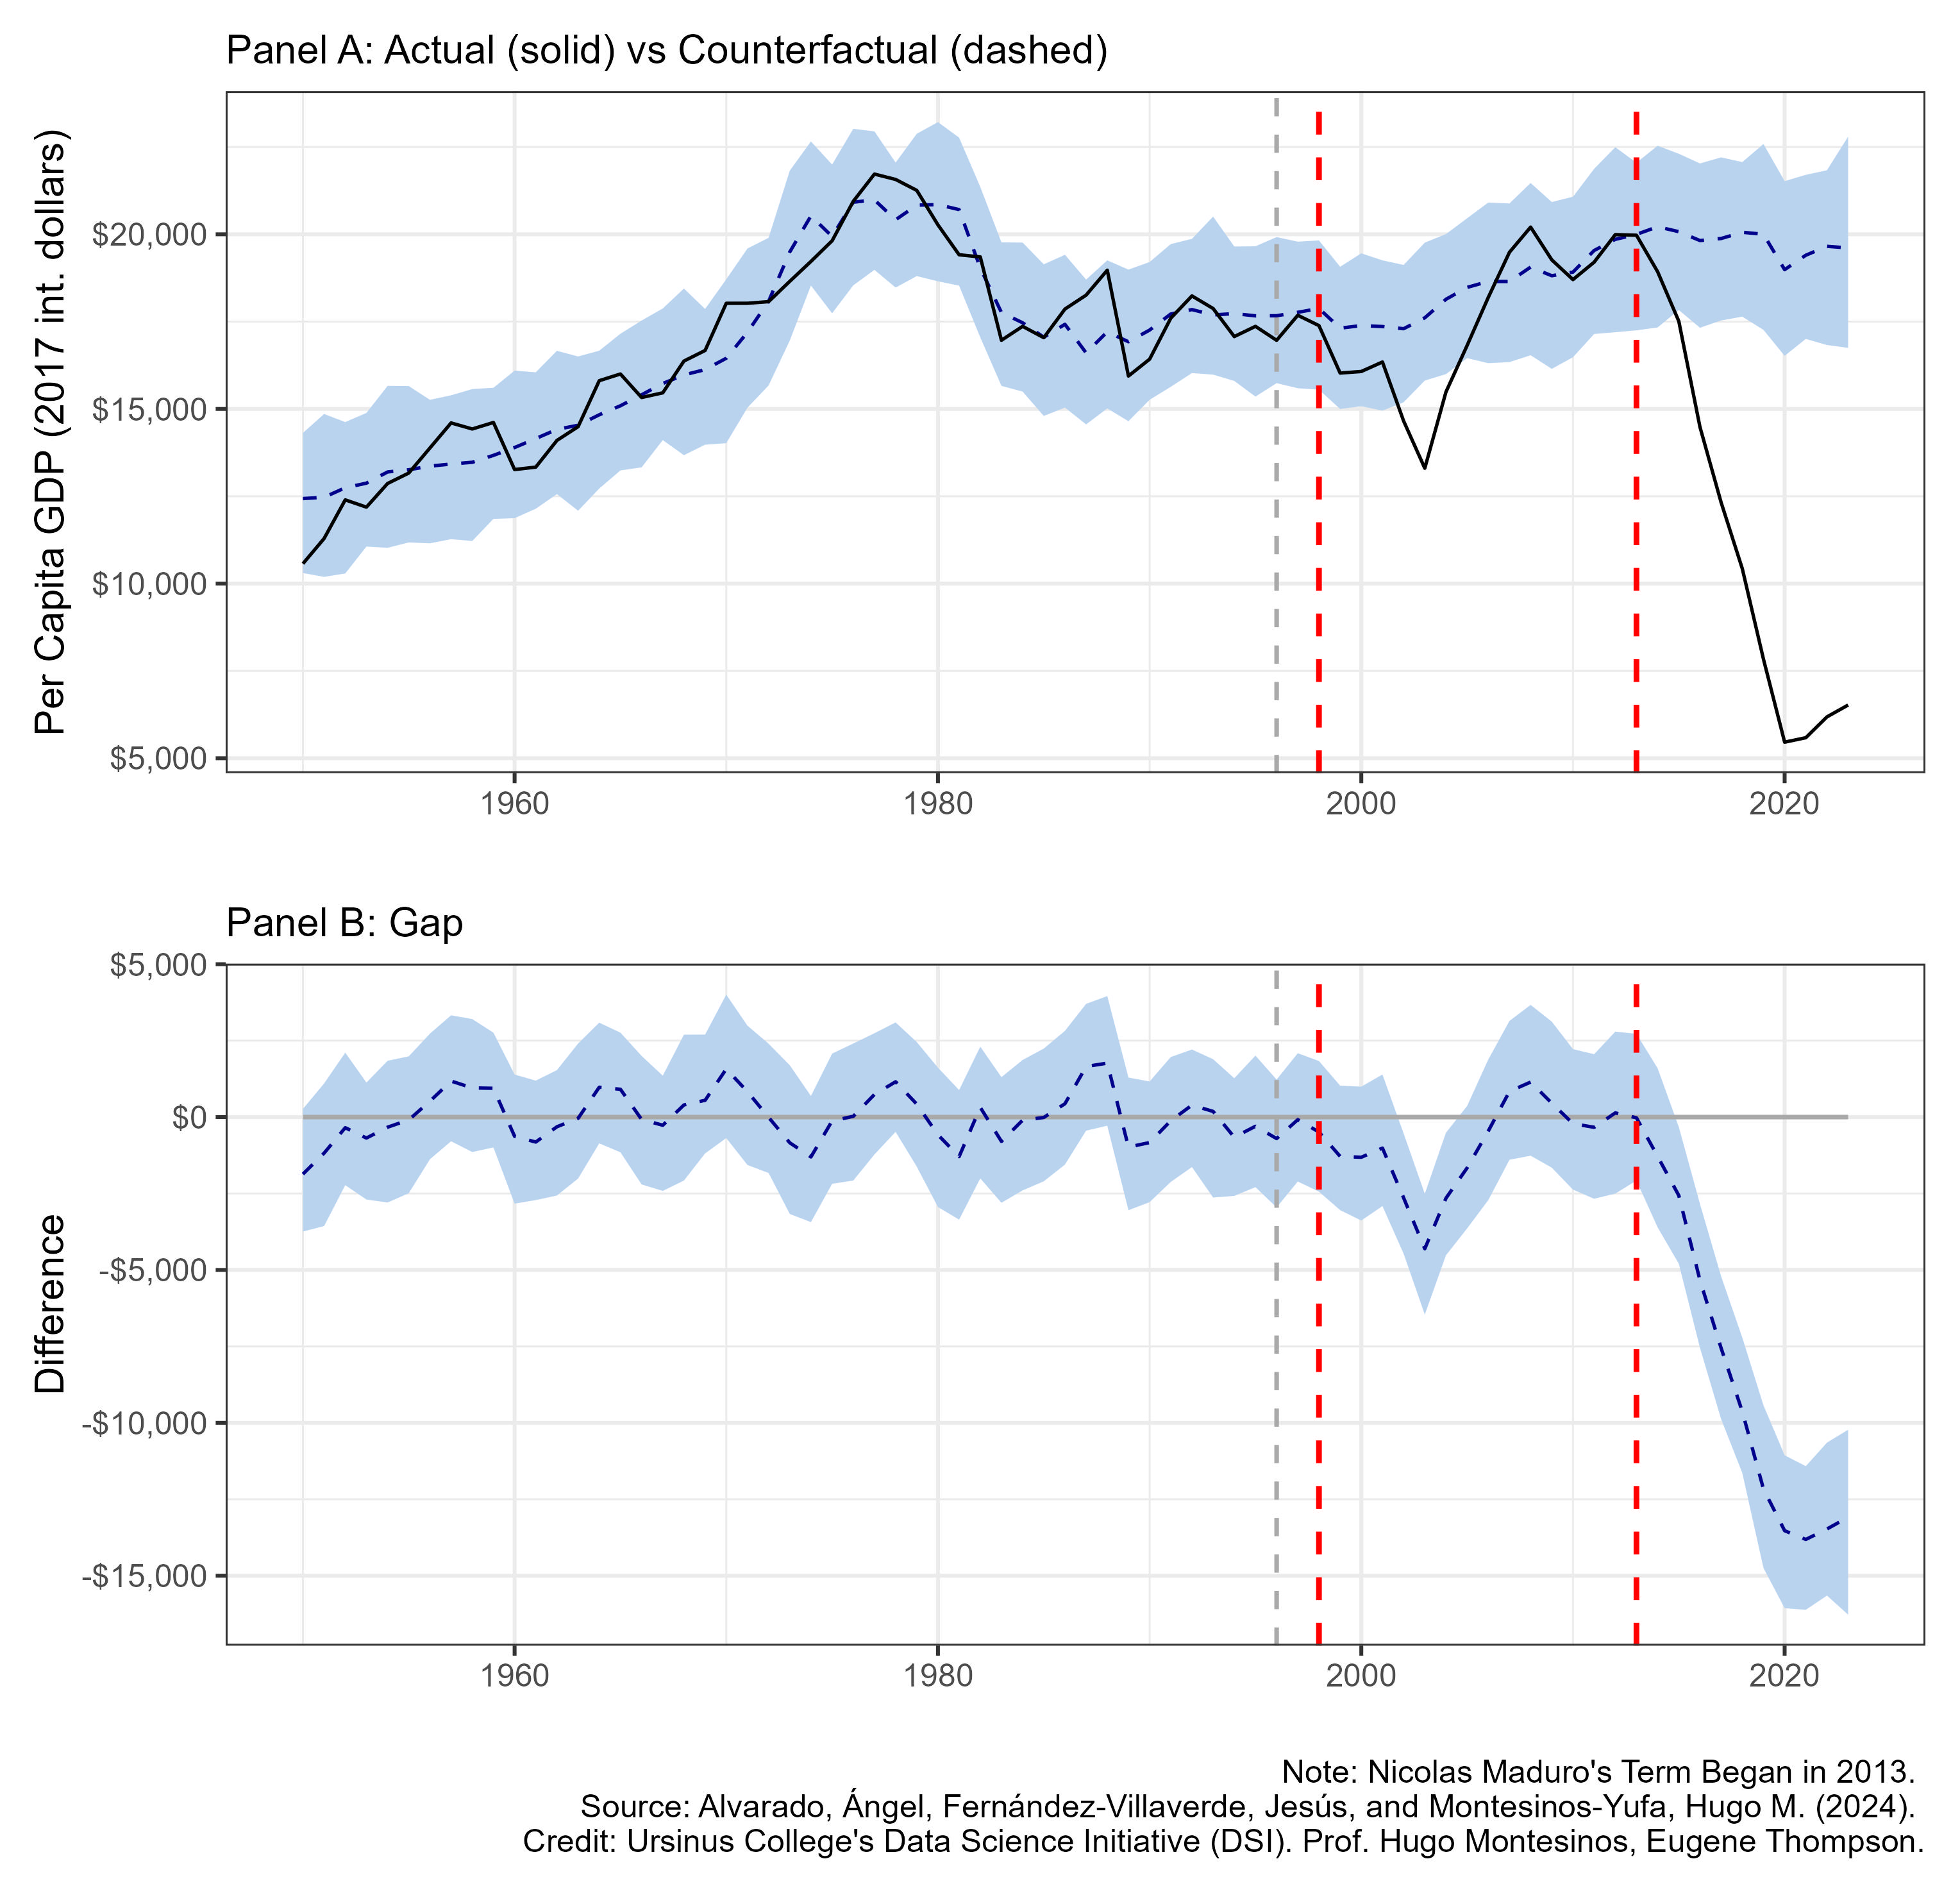 Panel A: Actual (solid) vs Counterfactual (dashed)
Per Capita GDP (2017 int. dollars)
$20,000
$15,000
$10,000
$5,000
1960
1980
2000
2020
Panel B: Gap
Difference
$5,000
$0
-$5,000
-$10,000
-$15,000
1960
1980
2000
2020
Note: Nicolas Maduro's Term Began in 2013.
Source: Alvarado, Ángel, Fernández-Villaverde, Jesús, and Montesinos-Yufa, Hugo M. (2024).
Credit: Ursinus College's Data Science Initiative (DSI). Prof. Hugo Montesinos, Eugene Thompson.